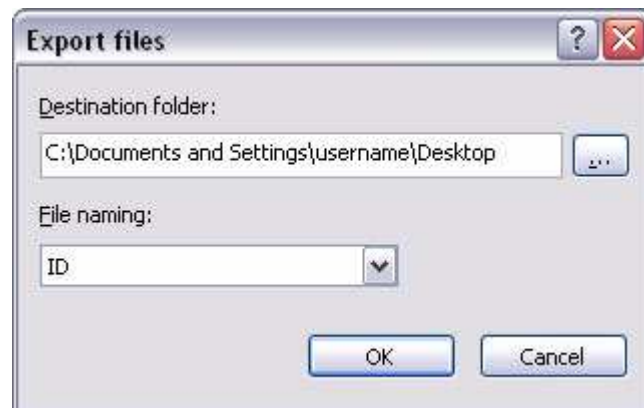 Export files
?
Destination folder:
C:\Documents and Settings\username\Desktop
...
File naming:
ID
OK Cancel